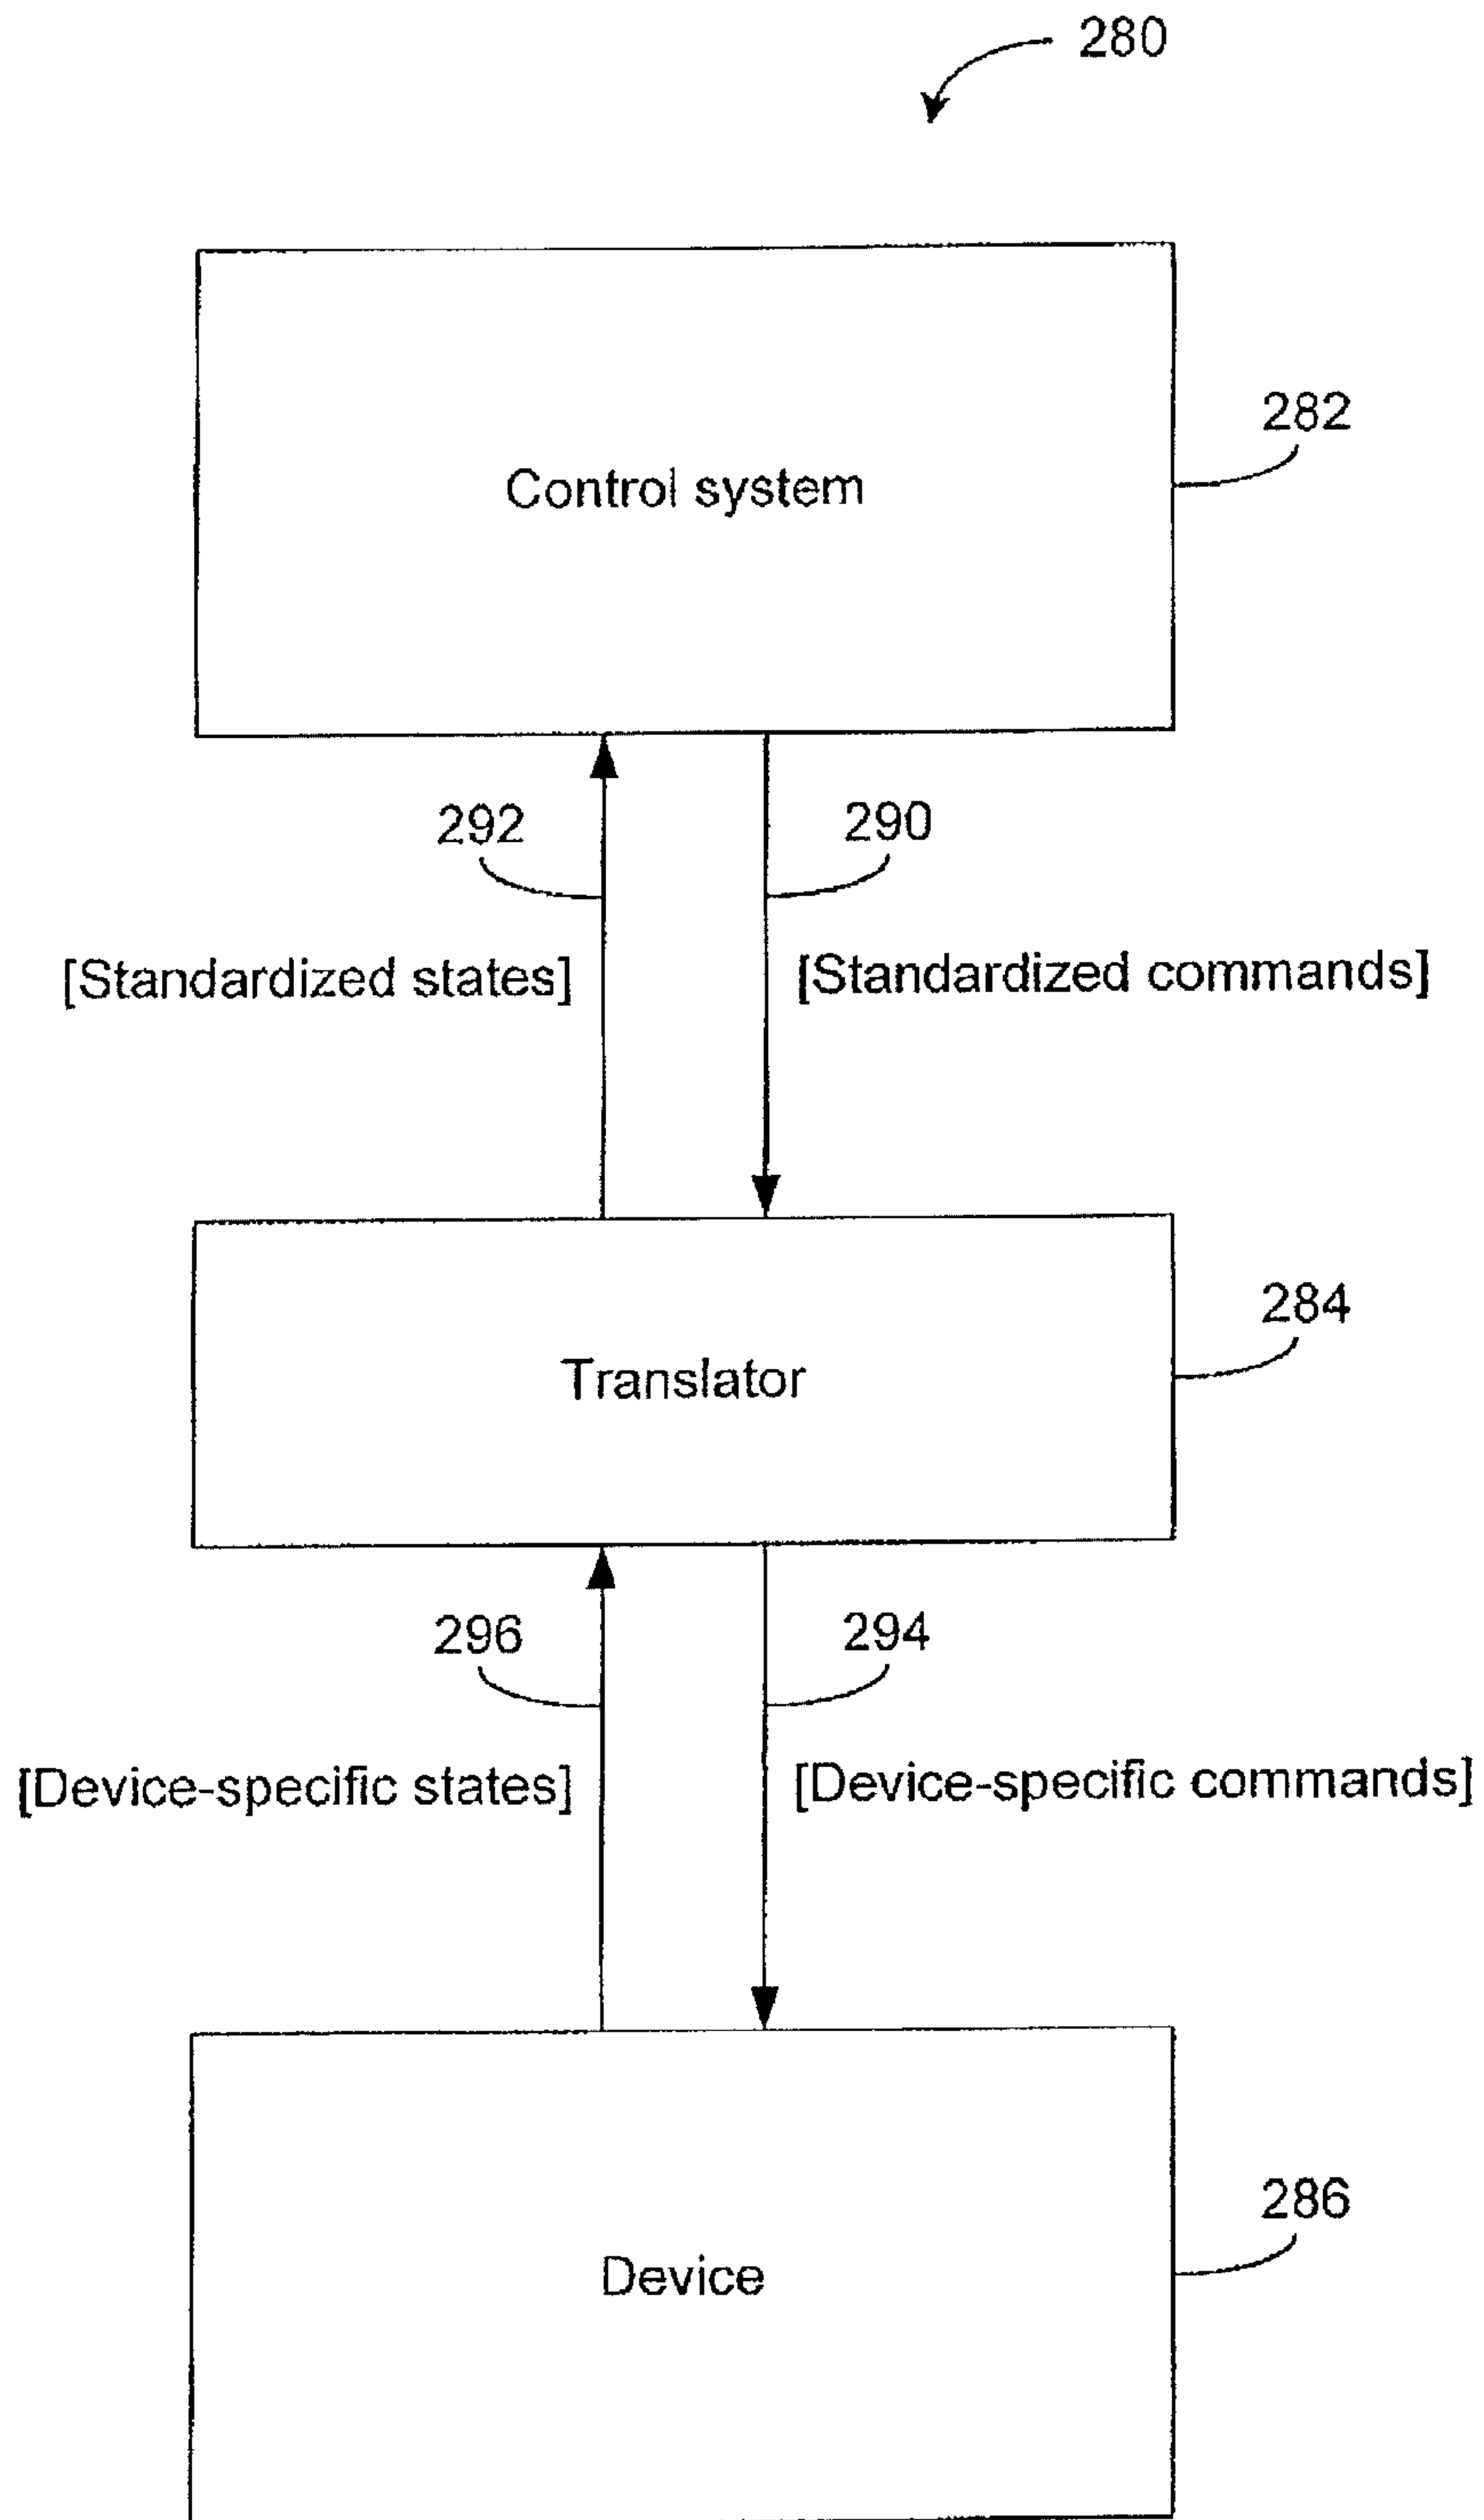 280
282
Control system
292
290
[Standardized states]
[Standardized commands]
284
Translator
296
294
[Device-specific states]
[Device-specific commands]
286
Device